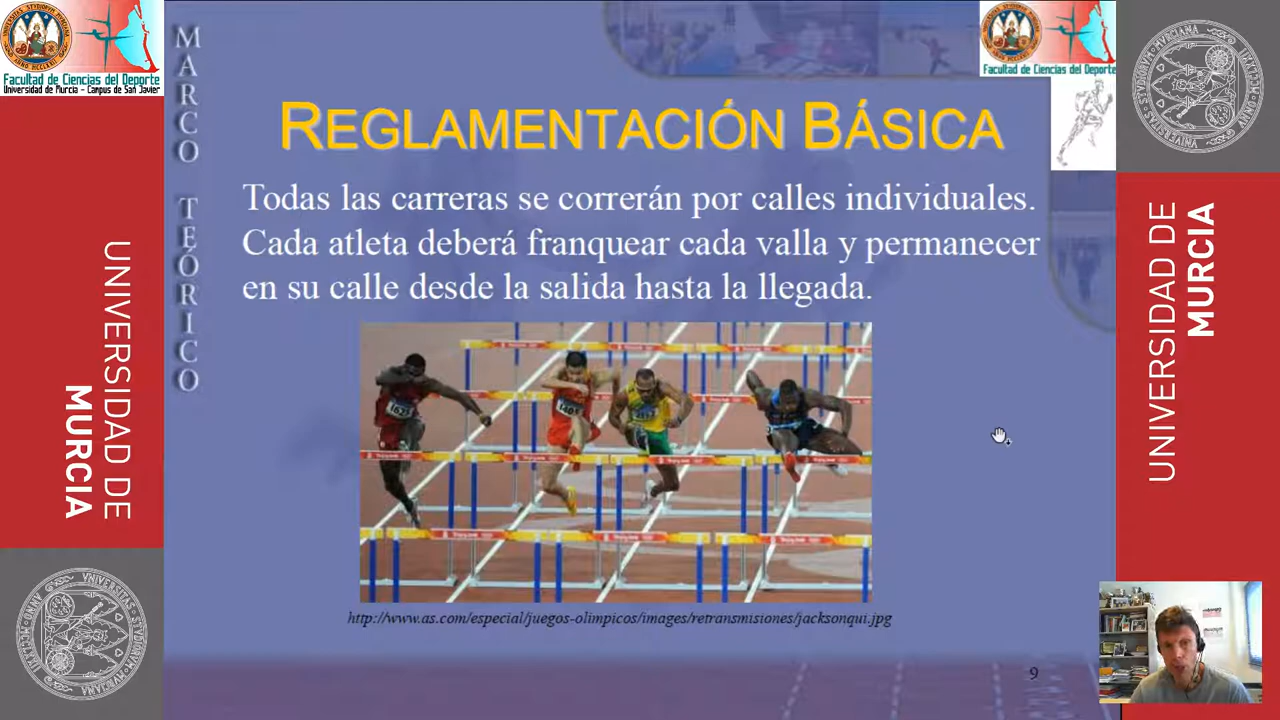 Facultad de Ciencias del Deporte
Universidad de Murcia - Campus de San Javier
UNIVERSIDAD DE
MURCIA
MARCO TEÓRICO
REGLAMENTACIÓN BÁSICA
Todas las carreras se correrán por calles individuales.
Cada atleta deberá franquear cada valla y permanecer
en su calle desde la salida hasta la llegada.
http://www.as.com/especial/juegos-olimpicos/images/retransmisiones/jacksonqui.jpg
9
Facultad de Ciencias del Deporte
UNIVERSIDAD DE
MURCIA